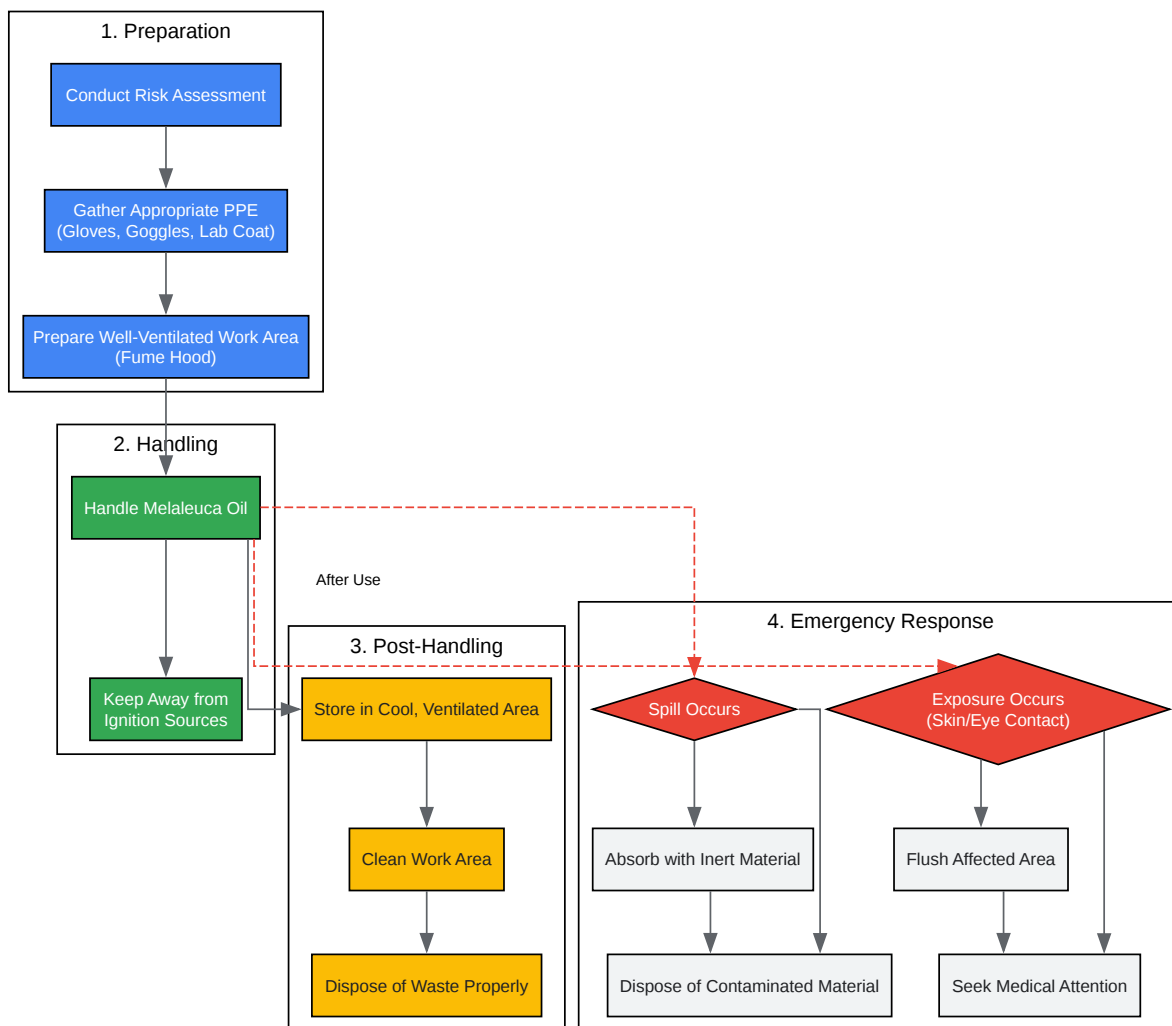 1. Preparation
Conduct Risk Assessment
Gather Appropriate PPE
(Gloves, Goggles, Lab Coat)
Prepare Well-Ventilated Work Area
(Fume Hood)
2. Handling
Handle Melaleuca Oil
Keep Away from
Ignition Sources
After Use
3. Post-Handling
Store in Cool, Ventilated Area
Clean Work Area
Dispose of Waste Properly
4. Emergency Response
Spill Occurs
Exposure Occurs
(Skin/Eye Contact)
Absorb with Inert Material
Flush Affected Area
Dispose of Contaminated Material
Seek Medical Attention